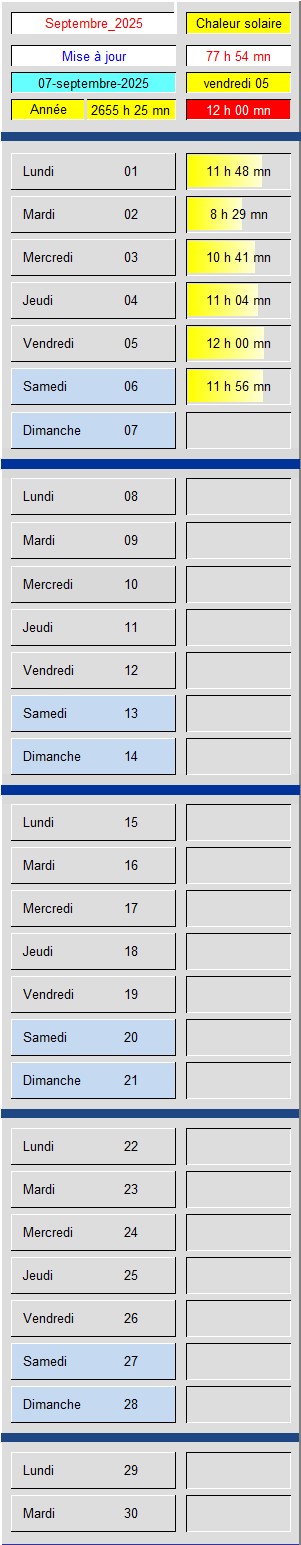 Septembre_2025 Chaleur solaire
Mise à jour 77 h 54 mn
07-septembre-2025 vendredi 05
Année 2655 h 25 mn 12 h 00 mn
Lundi 01 11 h 48 mn
Mardi 02 8 h 29 mn
Mercredi 03 10 h 41 mn
Jeudi 04 11 h 04 mn
Vendredi 05 12 h 00 mn
Samedi 06 11 h 56 mn
Dimanche 07
Lundi 08
Mardi 09
Mercredi 10
Jeudi 11
Vendredi 12
Samedi 13
Dimanche 14
Lundi 15
Mardi 16
Mercredi 17
Jeudi 18
Vendredi 19
Samedi 20
Dimanche 21
Lundi 22
Mardi 23
Mercredi 24
Jeudi 25
Vendredi 26
Samedi 27
Dimanche 28
Lundi 29
Mardi 30